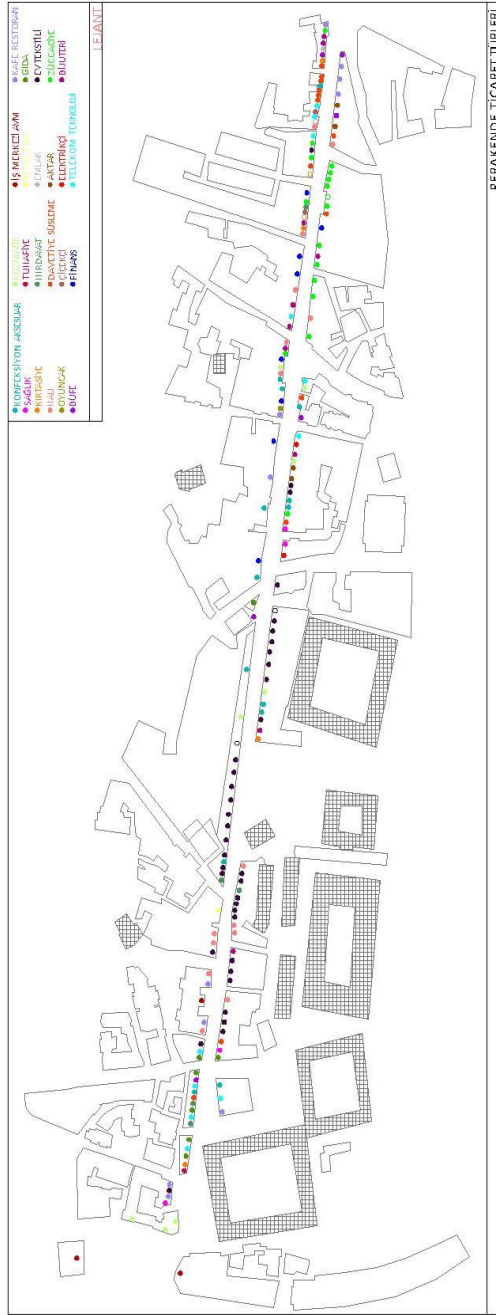 LEJANT
KONFEKSİYON AKSESUAR
SAĞLIK
KIRTASİYE
HALI
OYUNCAK
BÜFE
TUHAFİYE
HIRDAVAT
DAVETİYE SÜSLEME
ÇİÇEKÇİ
FİNANS
İŞ MERKEZİ AVM
EMLAK
AKTAR
ELEKTRİKÇİ
TELEKOM TEKNOLOJİ
KAFE RESTORAN
GIDA
EV TEKSTİLİ
ZÜCCACİYE
BİJUTERİ
PERAKENDE TİCARET TÜRLERİ